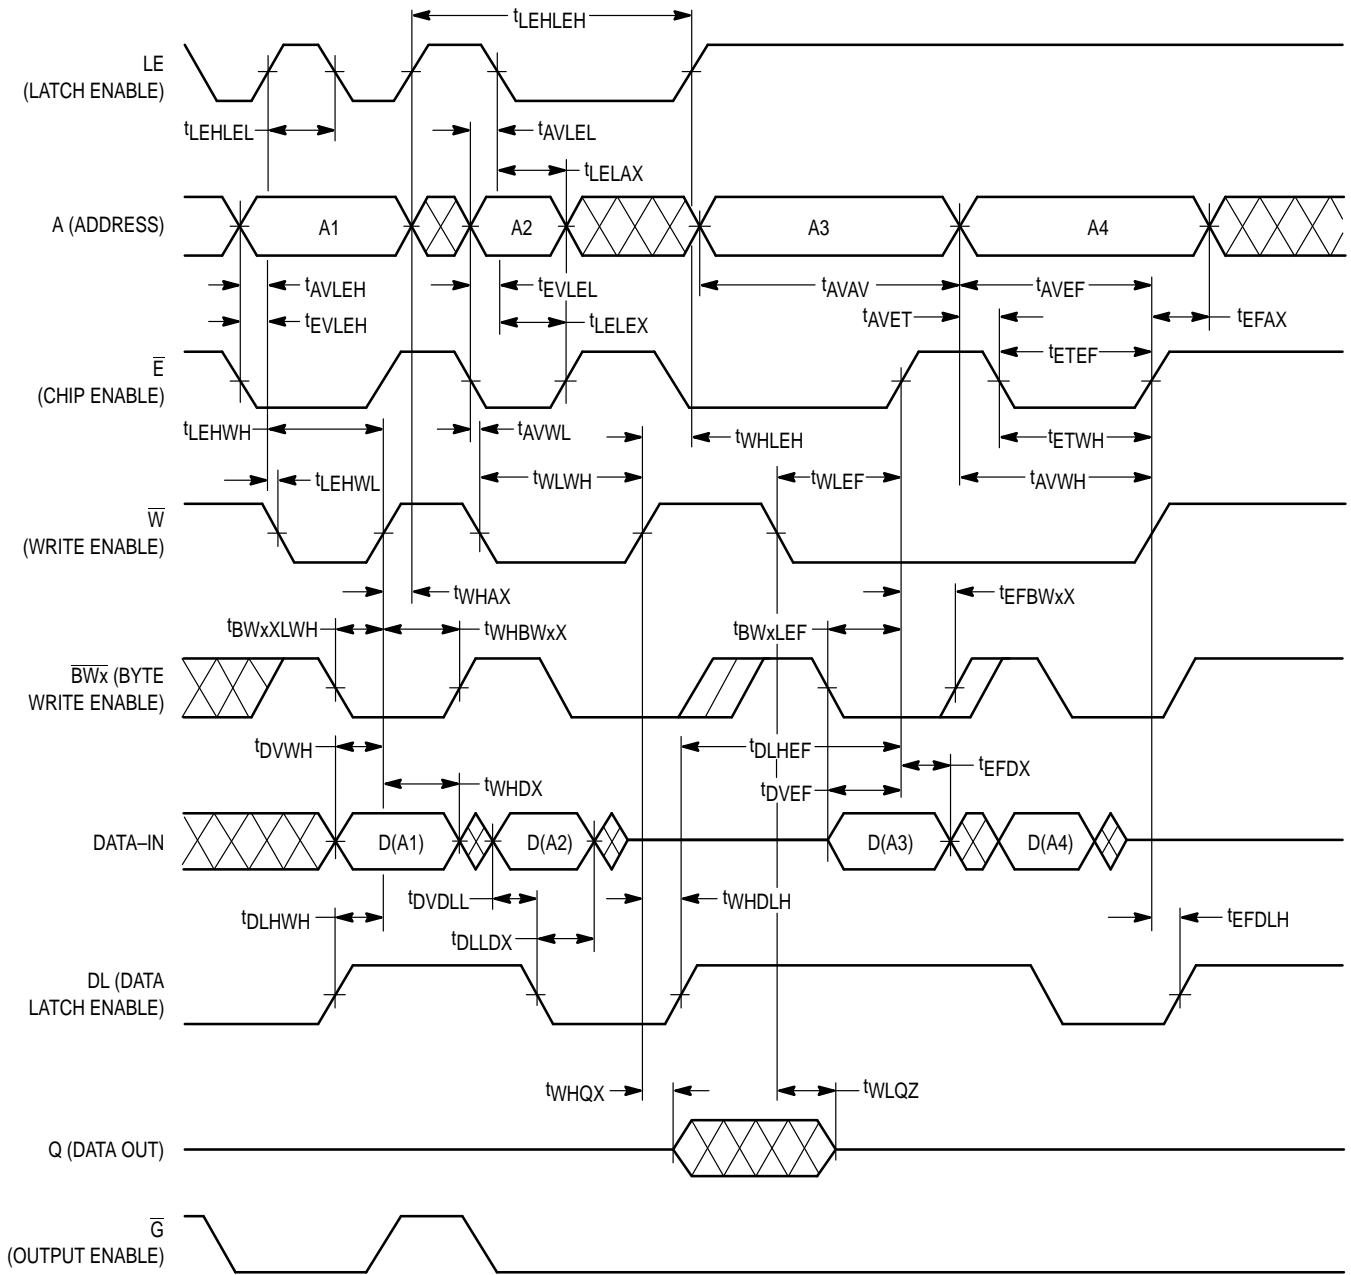 tLEHLEH
LE
(LATCH ENABLE)
tLEHLEL
tAVLEL
tLELAX
A (ADDRESS)
A1
A2
A3
A4
tAVLEH
tEVLEL
tAVAV
tAVEF
tEVLEH
tLELEX
tAVET
tEFAX
E
(CHIP ENABLE)
tETEF
tLEHWH
tAVWL
tWHLEH
tETWH
tLEHWL
tWLWH
tWLEF
tAVWH
W
(WRITE ENABLE)
tWHAX
tEFBWxX
tBWxXLWH
tWHBWxX
tBWxLEF
BWx (BYTE
WRITE ENABLE)
tDVWH
tDLHEF
tWHDX
tEFDX
tDVEF
DATA–IN
D(A1)
D(A2)
D(A3)
D(A4)
tDVDLL
tWHDLH
tDLHWH
tEFDLH
tDLLDX
DL (DATA
LATCH ENABLE)
tWHQX
tWLQZ
Q (DATA OUT)
G
(OUTPUT ENABLE)